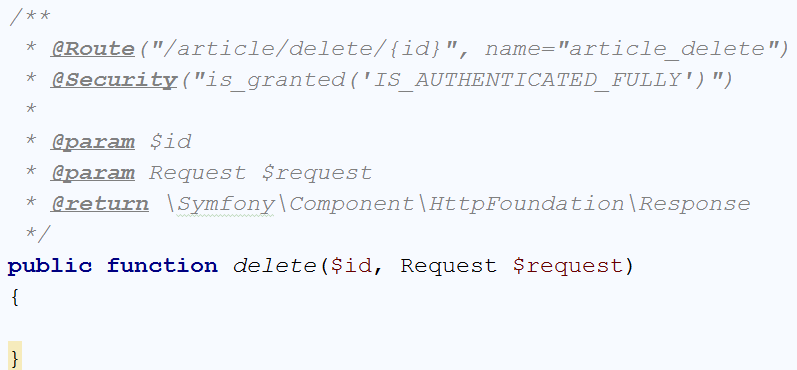 /**
 * @Route("/article/delete/{id}", name="article_delete")
 * @Security("is_granted('IS_AUTHENTICATED_FULLY')")
 *
 * @param $id
 * @param Request $request
 * @return \Symfony\Component\HttpFoundation\Response
 */
public function delete($id, Request $request)
{
}